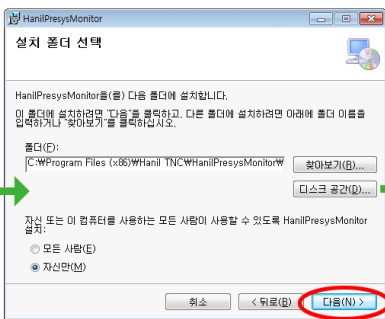 HanilPresysMonitor
설치 폴더 선택
HanilPresysMonitor을(를) 다음 폴더에 설치합니다.
이 폴더에 설치하려면 "다음"을 클릭하고, 다른 폴더에 설치하려면 아래에 폴더 이름을
입력하거나 "찾아보기"를 클릭하십시오.
폴더(F):
C:₩Program Files (x86)₩Hanil TNC₩HanilPresysMonitor₩
찾아보기(R)...
디스크 공간(D)...
자신 또는 이 컴퓨터를 사용하는 모든 사람이 사용할 수 있도록 HanilPresysMonitor
설치:
모든 사람(E)
자신만(M)
취소
< 뒤로(B)
다음(N) >